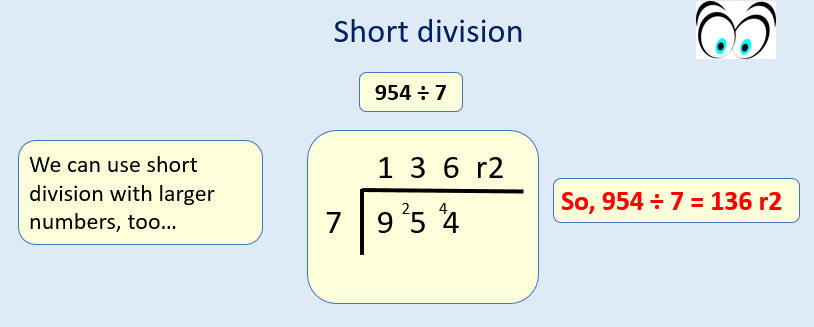 Short division
954 ÷ 7
We can use short
division with larger
numbers, too...
1 3 6 r2
7 9 ²5 ⁴4
So, 954 ÷ 7 = 136 r2